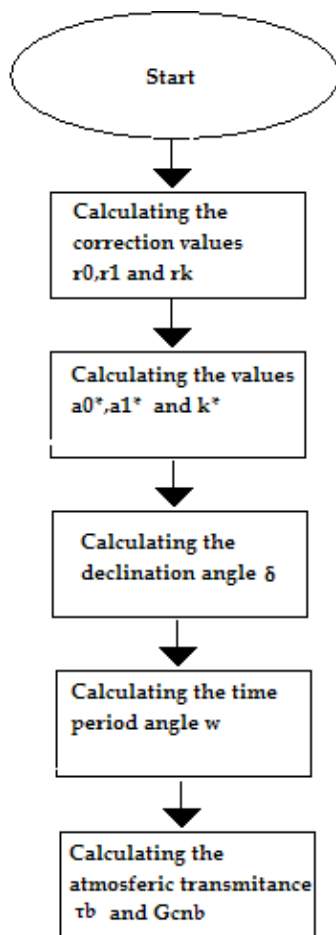 Start
Calculating the
correction values
r0,r1 and rk
Calculating the values
a0*,a1* and k*
Calculating the
declination angle δ
Calculating the time
period angle w
Calculating the
atmosferic transmitance
τb and Gcnb